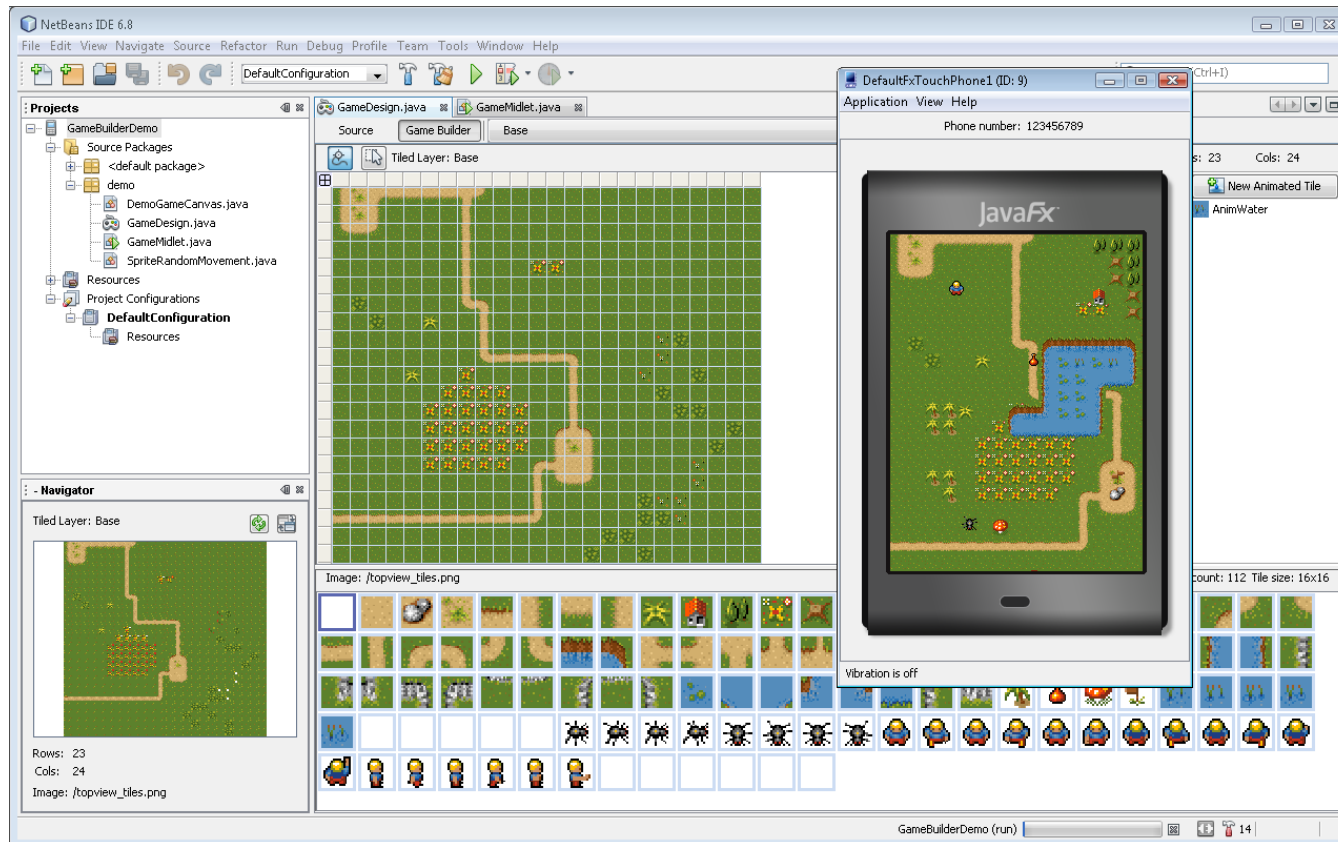 NetBeans IDE 6.8
File Edit View Navigate Source Refactor Run Debug Profile Team Tools Window Help
DefaultConfiguration
Ctrl+I)
Projects
GameBuilderDemo
Source Packages
<default package>
demo
DemoGameCanvas.java
GameDesign.java
GameMidlet.java
SpriteRandomMovement.java
Resources
Project Configurations
DefaultConfiguration
Resources
- Navigator
Tiled Layer: Base
Rows: 23
Cols: 24
Image: /topview_tiles.png
GameDesign.java GameMidlet.java
Source Game Builder Base
Tiled Layer: Base
s: 23 Cols: 24
New Animated Tile
AnimWater
Image: /topview_tiles.png
count: 112 Tile size: 16x16
DefaultFxTouchPhone1 (ID: 9)
Application View Help
Phone number: 123456789
JavaFx
Vibration is off
GameBuilderDemo (run)
14